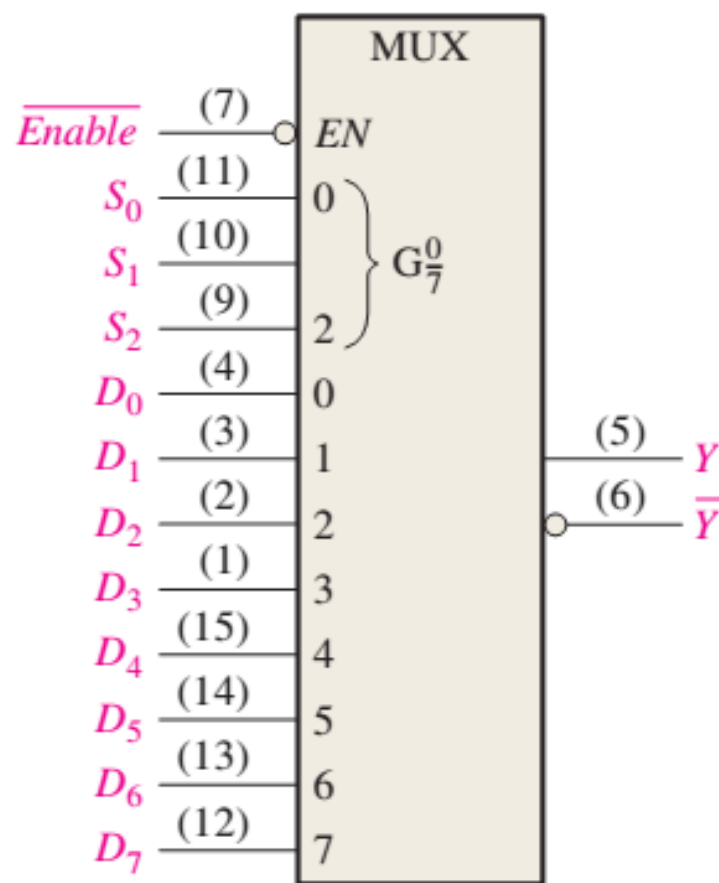 MUX
E̅n̅a̅b̅l̅e̅ (7) EN
S₀ (11) 0
S₁ (10) G 0/7
S₂ (9) 2
D₀ (4) 0
D₁ (3) 1 (5) Y
D₂ (2) 2 (6) Y̅
D₃ (1) 3
D₄ (15) 4
D₅ (14) 5
D₆ (13) 6
D₇ (12) 7